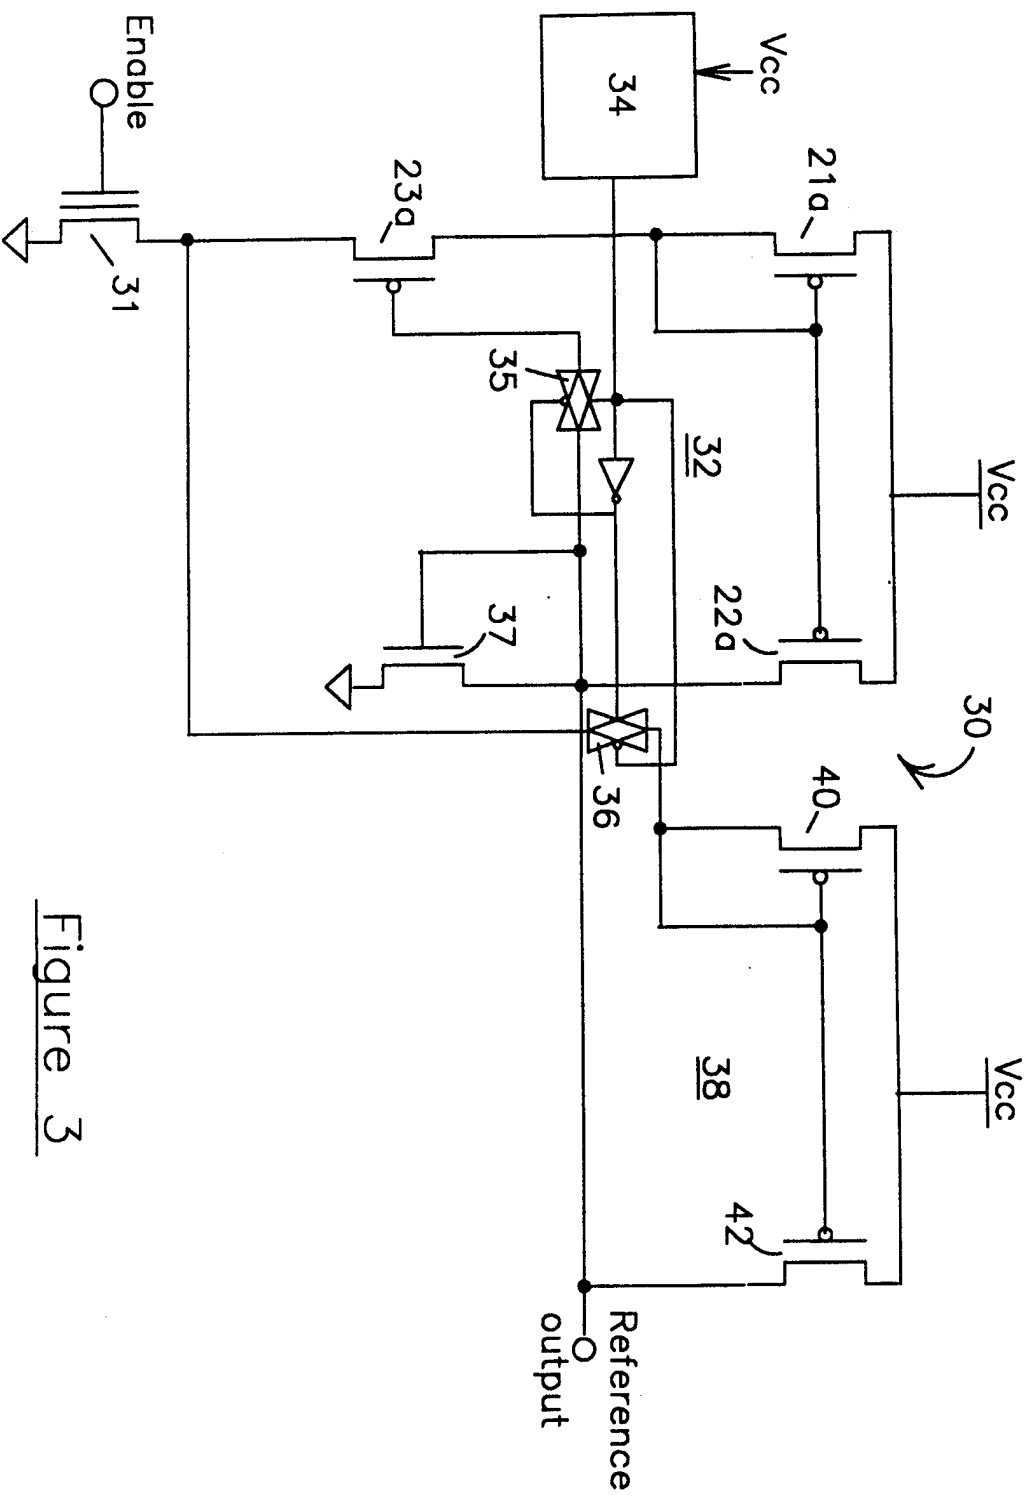 Vcc
Vcc
Vcc
30
21a
22a
40
42
34
32
38
23a
35
36
37
Reference
output
Enable
31
Figure 3